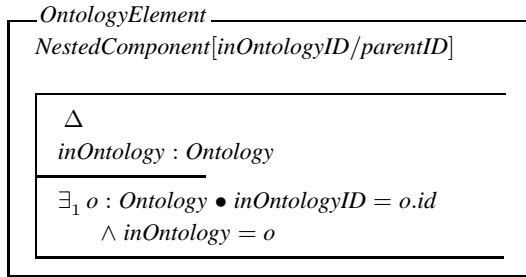 OntologyElement
NestedComponent[inOntologyID/parentID]
Δ
inOntology : Ontology
∃₁ o : Ontology • inOntologyID = o.id
∧ inOntology = o